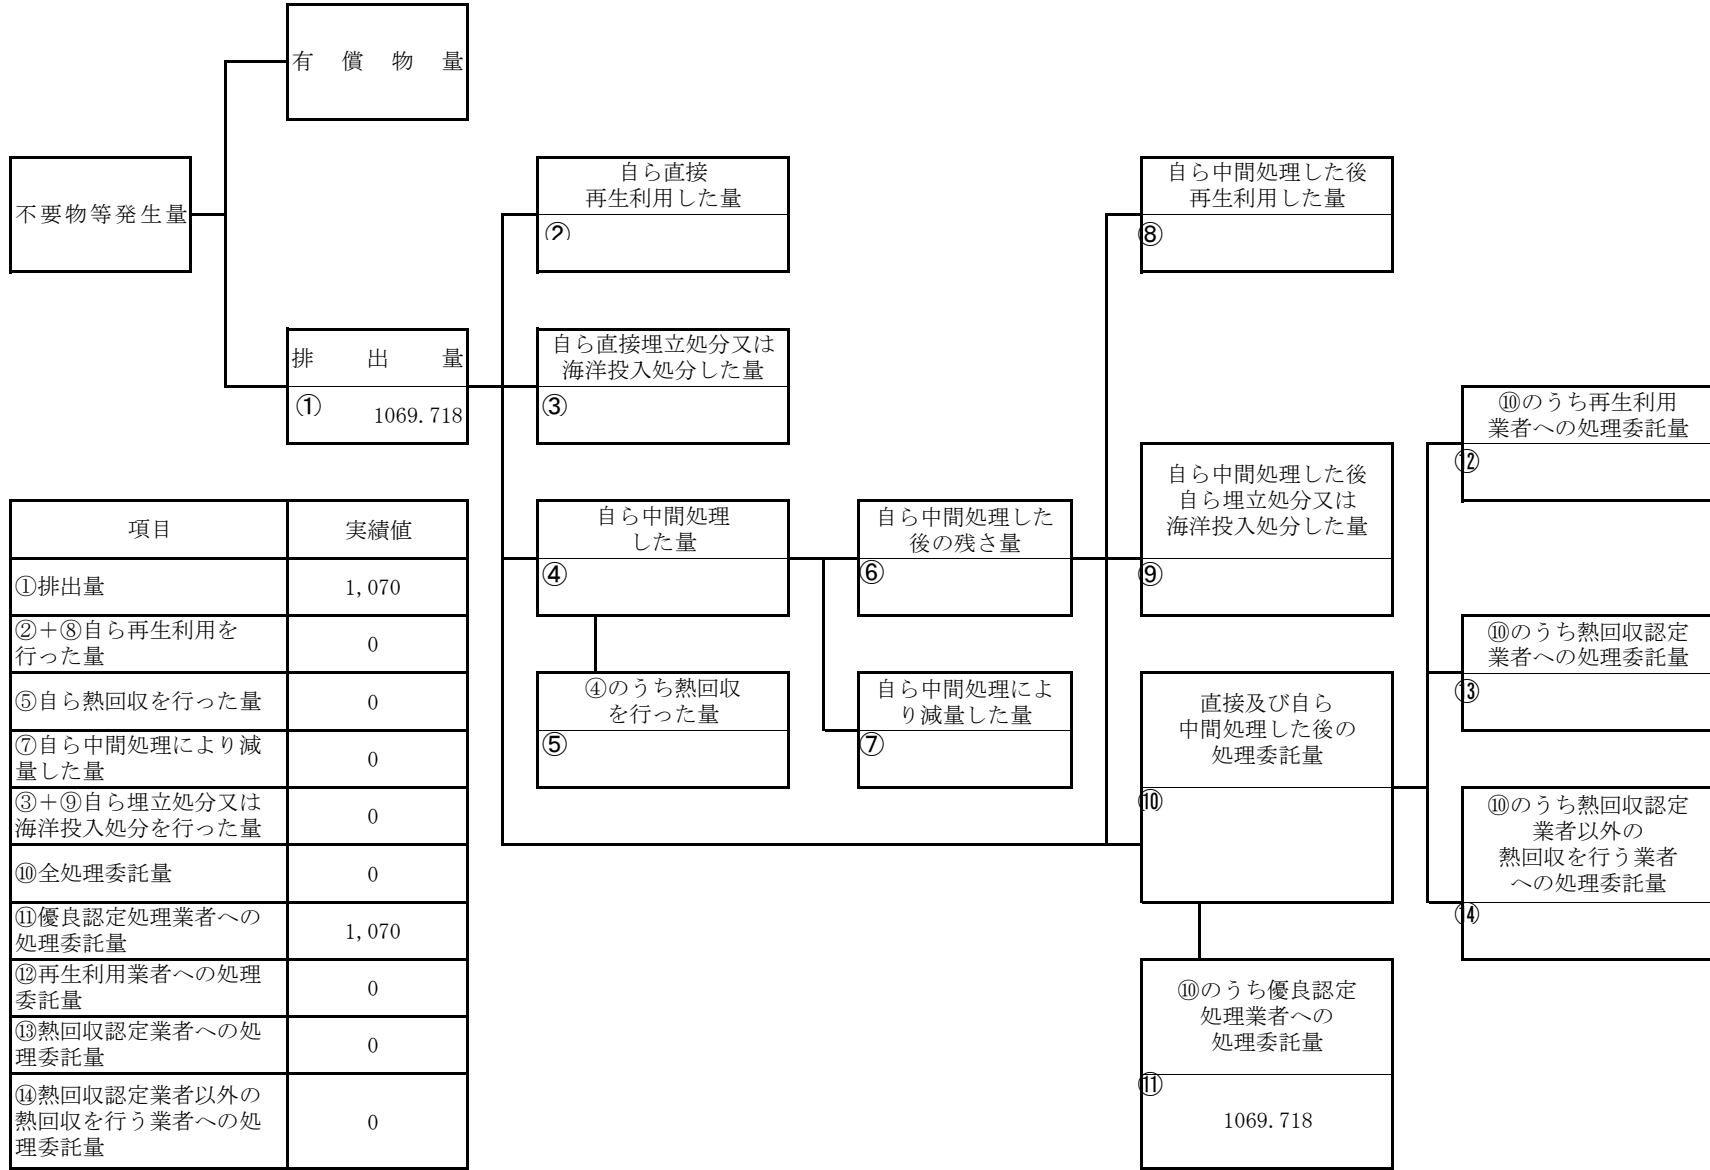 有償物量
不要物等発生量
排出量
① 1069.718
自ら直接
再生利用した量
②
自ら直接埋立処分又は
海洋投入処分した量
③
自ら中間処理
した量
④
④のうち熱回収
を行った量
⑤
自ら中間処理した
後の残さ量
⑥
自ら中間処理によ
り減量した量
⑦
自ら中間処理した後
再生利用した量
⑧
自ら中間処理した後
自ら埋立処分又は
海洋投入処分した量
⑨
直接及び自ら
中間処理した後の
処理委託量
⑩
⑩のうち優良認定
処理業者への
処理委託量
⑪
1069.718
⑩のうち再生利用
業者への処理委託量
⑫
⑩のうち熱回収認定
業者への処理委託量
⑬
⑩のうち熱回収認定
業者以外の
熱回収を行う業者
への処理委託量
⑭
項目 実績値
①排出量 1,070
②+⑧自ら再生利用を
行った量 0
⑤自ら熱回収を行った量 0
⑦自ら中間処理により減
量した量 0
③+⑨自ら埋立処分又は
海洋投入処分を行った量 0
⑩全処理委託量 0
⑪優良認定処理業者への
処理委託量 1,070
⑫再生利用業者への処理
委託量 0
⑬熱回収認定業者への処
理委託量 0
⑭熱回収認定業者以外の
熱回収を行う業者への処
理委託量 0